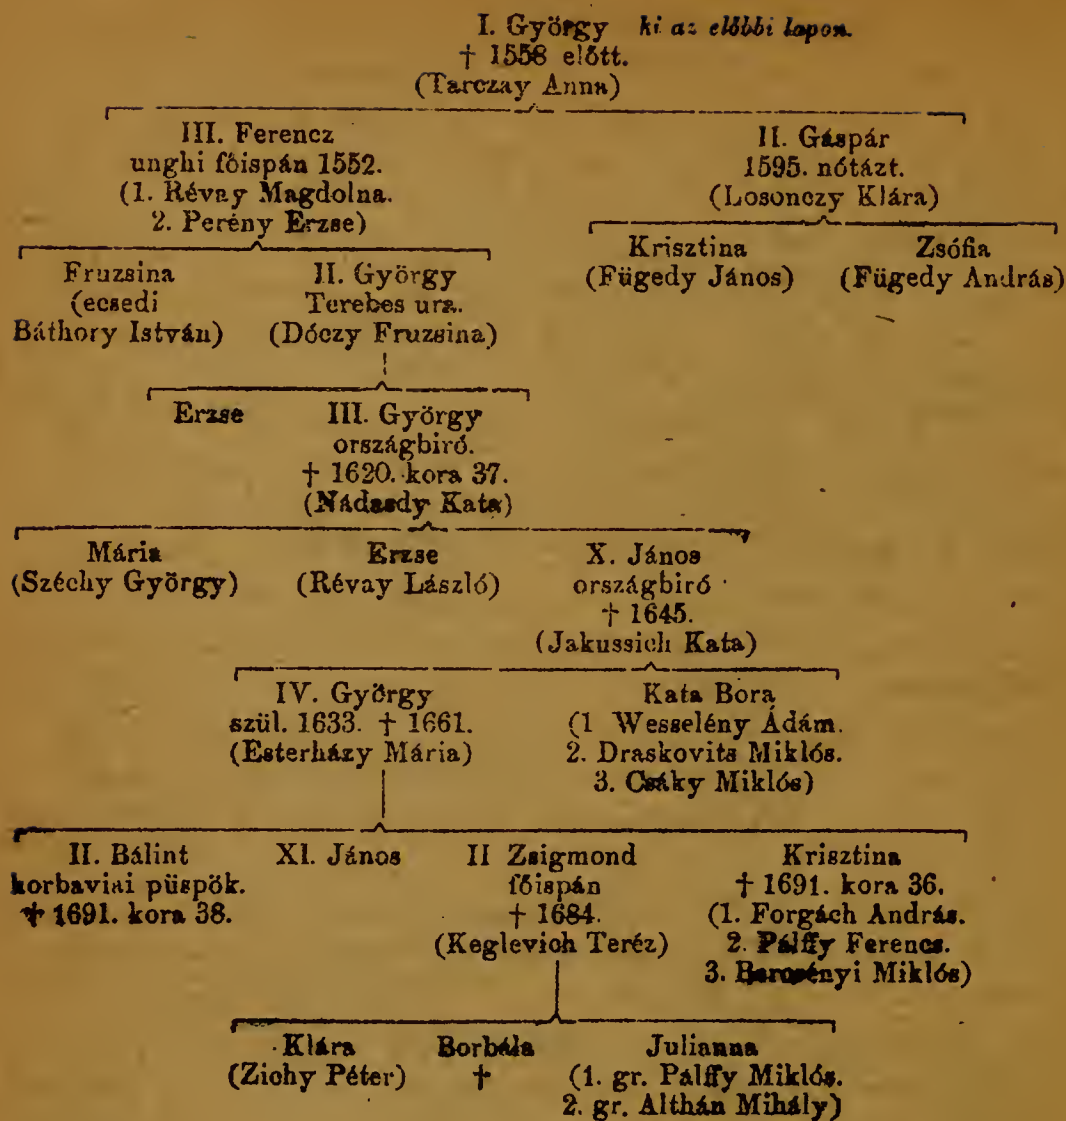 I. György ki az előbbi lapon.
† 1558 előtt.
(Tarczay Anna)
III. Ferencz
unghi főispán 1552.
(1. Révay Magdolna.
2. Perény Erzse)
II. Gáspár
1595. nótázt.
(Losonczy Klára)
Fruzsina
(ecsedi
Báthory István)
II. György
Terebes ura.
(Dóczy Fruzsina)
Krisztina
(Fügedy János)
Zsófia
(Fügedy András)
Erzse
III. György
országbiró.
† 1620. kora 37.
(Nádasdy Kata)
Mária
(Széchy György)
Erzse
(Révay László)
X. János
országbiró
† 1645.
(Jakussich Kata)
IV. György
szül. 1633. † 1661.
(Esterházy Mária)
Kata Bora
(1 Wesselény Ádám.
2. Draskovits Miklós.
3. Csáky Miklós)
II. Bálint
korbaviai püspök.
† 1691. kora 38.
XI. János
II Zsigmond
főispán
† 1684.
(Keglevich Teréz)
Krisztina
† 1691. kora 36.
(1. Forgách András.
2. Pálffy Ferencs.
3. Bercsényi Miklós)
Klára
(Zichy Péter)
Borbála
†
Julianna
(1. gr. Pálffy Miklós.
2. gr. Althán Mihály)